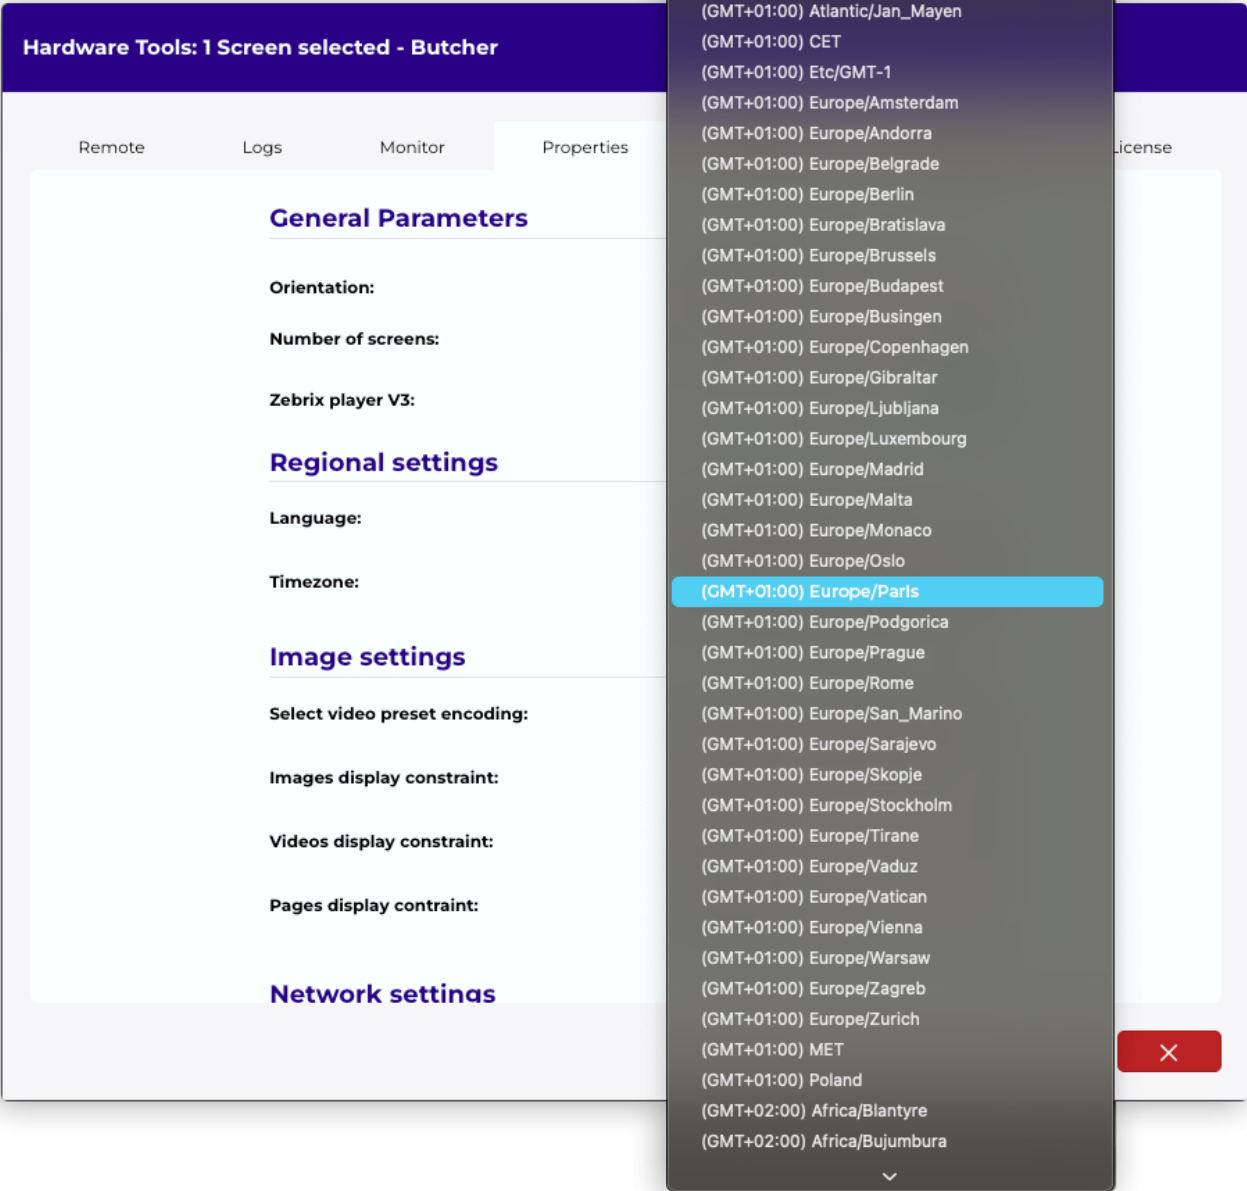 Hardware Tools: 1 Screen selected - Butcher
Remote
Logs
Monitor
Properties
License
General Parameters
Orientation:
Number of screens:
Zebrix player V3:
Regional settings
Language:
Timezone:
Image settings
Select video preset encoding:
Images display constraint:
Videos display constraint:
Pages display contraint:
Network settings
(GMT+01:00) Atlantic/Jan_Mayen
(GMT+01:00) CET
(GMT+01:00) Etc/GMT-1
(GMT+01:00) Europe/Amsterdam
(GMT+01:00) Europe/Andorra
(GMT+01:00) Europe/Belgrade
(GMT+01:00) Europe/Berlin
(GMT+01:00) Europe/Bratislava
(GMT+01:00) Europe/Brussels
(GMT+01:00) Europe/Budapest
(GMT+01:00) Europe/Busingen
(GMT+01:00) Europe/Copenhagen
(GMT+01:00) Europe/Gibraltar
(GMT+01:00) Europe/Ljubljana
(GMT+01:00) Europe/Luxembourg
(GMT+01:00) Europe/Madrid
(GMT+01:00) Europe/Malta
(GMT+01:00) Europe/Monaco
(GMT+01:00) Europe/Oslo
(GMT+01:00) Europe/Paris
(GMT+01:00) Europe/Podgorica
(GMT+01:00) Europe/Prague
(GMT+01:00) Europe/Rome
(GMT+01:00) Europe/San_Marino
(GMT+01:00) Europe/Sarajevo
(GMT+01:00) Europe/Skopje
(GMT+01:00) Europe/Stockholm
(GMT+01:00) Europe/Tirane
(GMT+01:00) Europe/Vaduz
(GMT+01:00) Europe/Vatican
(GMT+01:00) Europe/Vienna
(GMT+01:00) Europe/Warsaw
(GMT+01:00) Europe/Zagreb
(GMT+01:00) Europe/Zurich
(GMT+01:00) MET
(GMT+01:00) Poland
(GMT+02:00) Africa/Blantyre
(GMT+02:00) Africa/Bujumbura